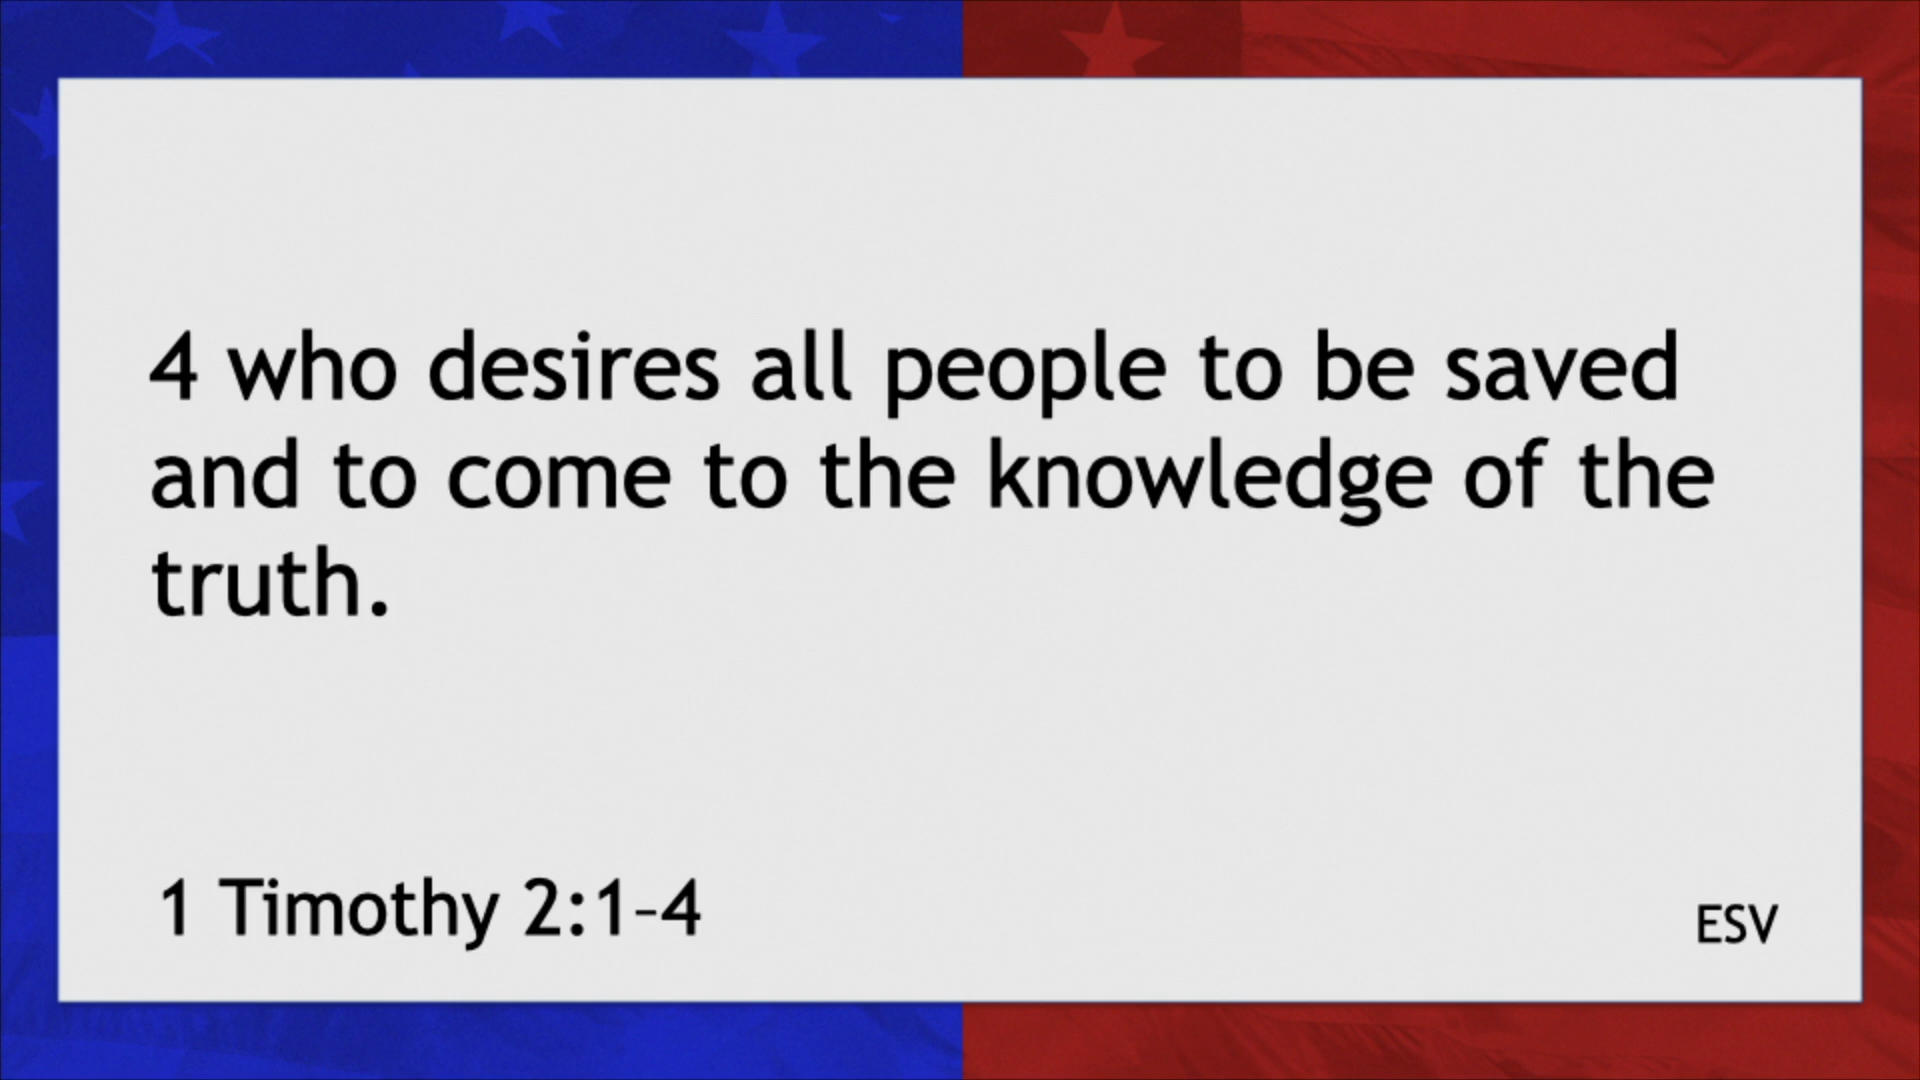 4 who desires all people to be saved
and to come to the knowledge of the
truth.
1 Timothy 2:1–4
ESV